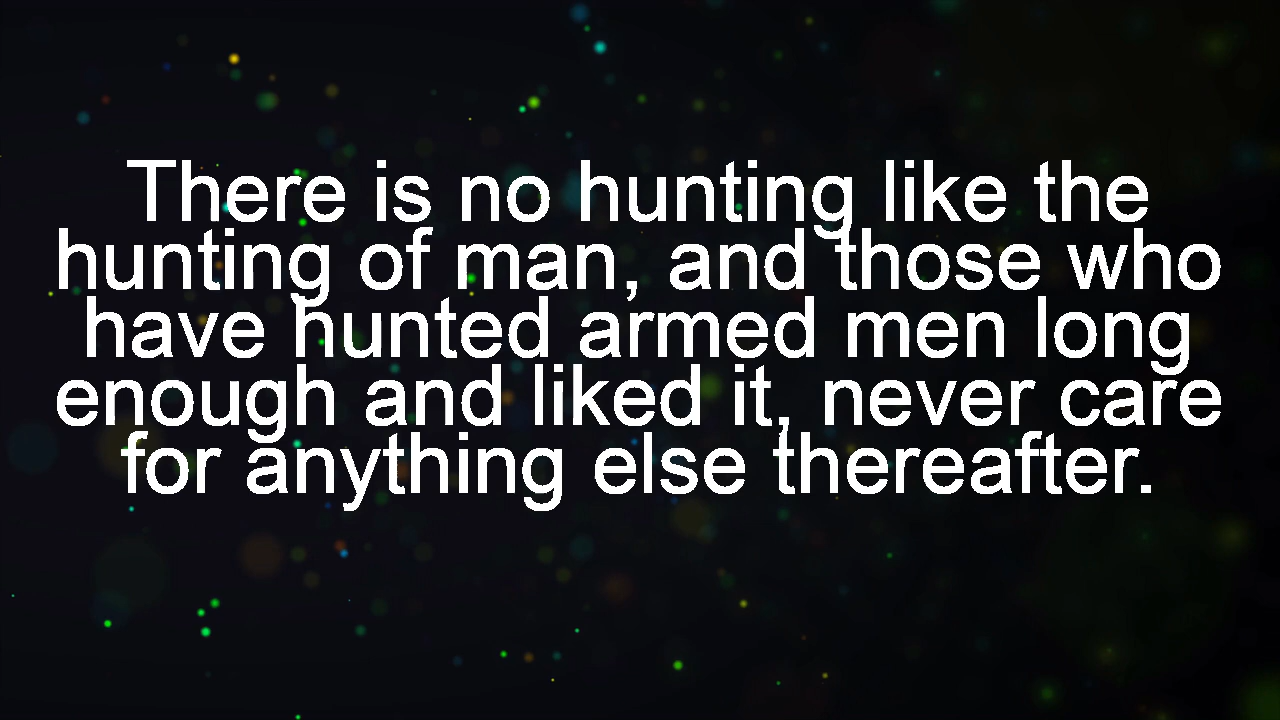 There is no hunting like the
hunting of man, and those who
have hunted armed men long
enough and liked it, never care
for anything else thereafter.